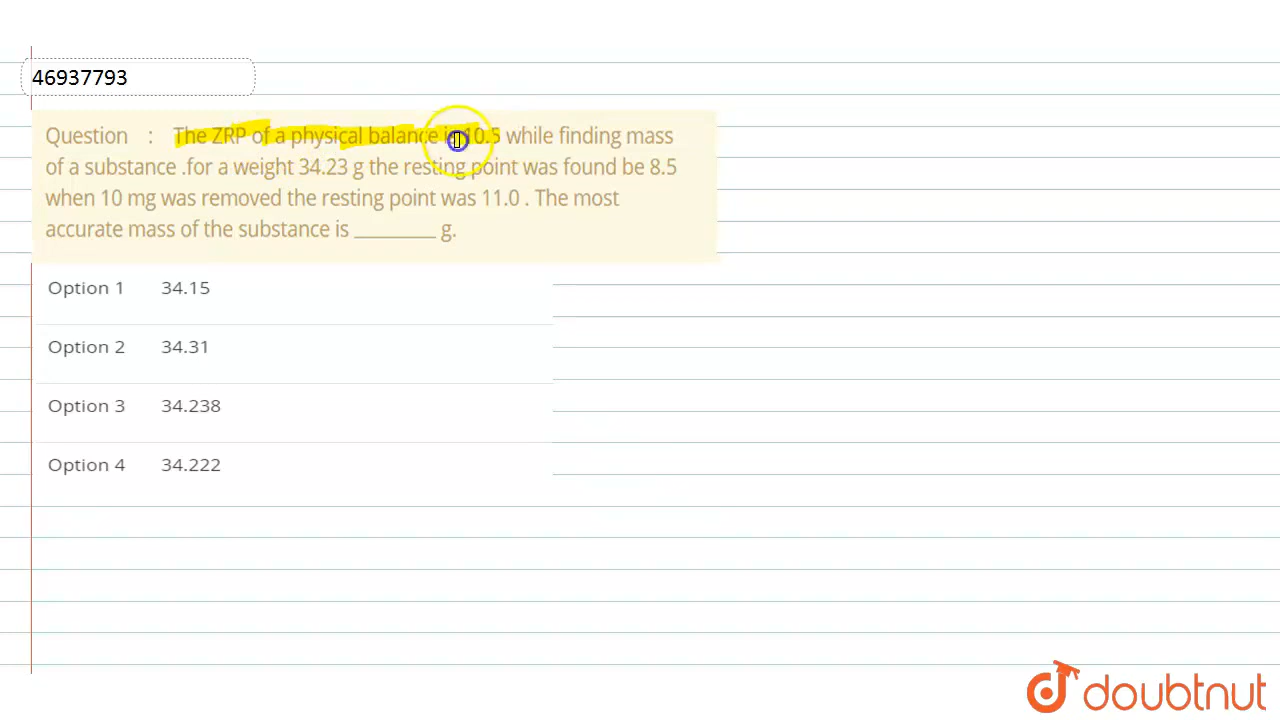 46937793
Question : The ZRP of a physical balance is 10.5 while finding mass
of a substance .for a weight 34.23 g the resting point was found be 8.5
when 10 mg was removed the resting point was 11.0 . The most
accurate mass of the substance is ________ g.
Option 1 34.15
Option 2 34.31
Option 3 34.238
Option 4 34.222
doubtnut